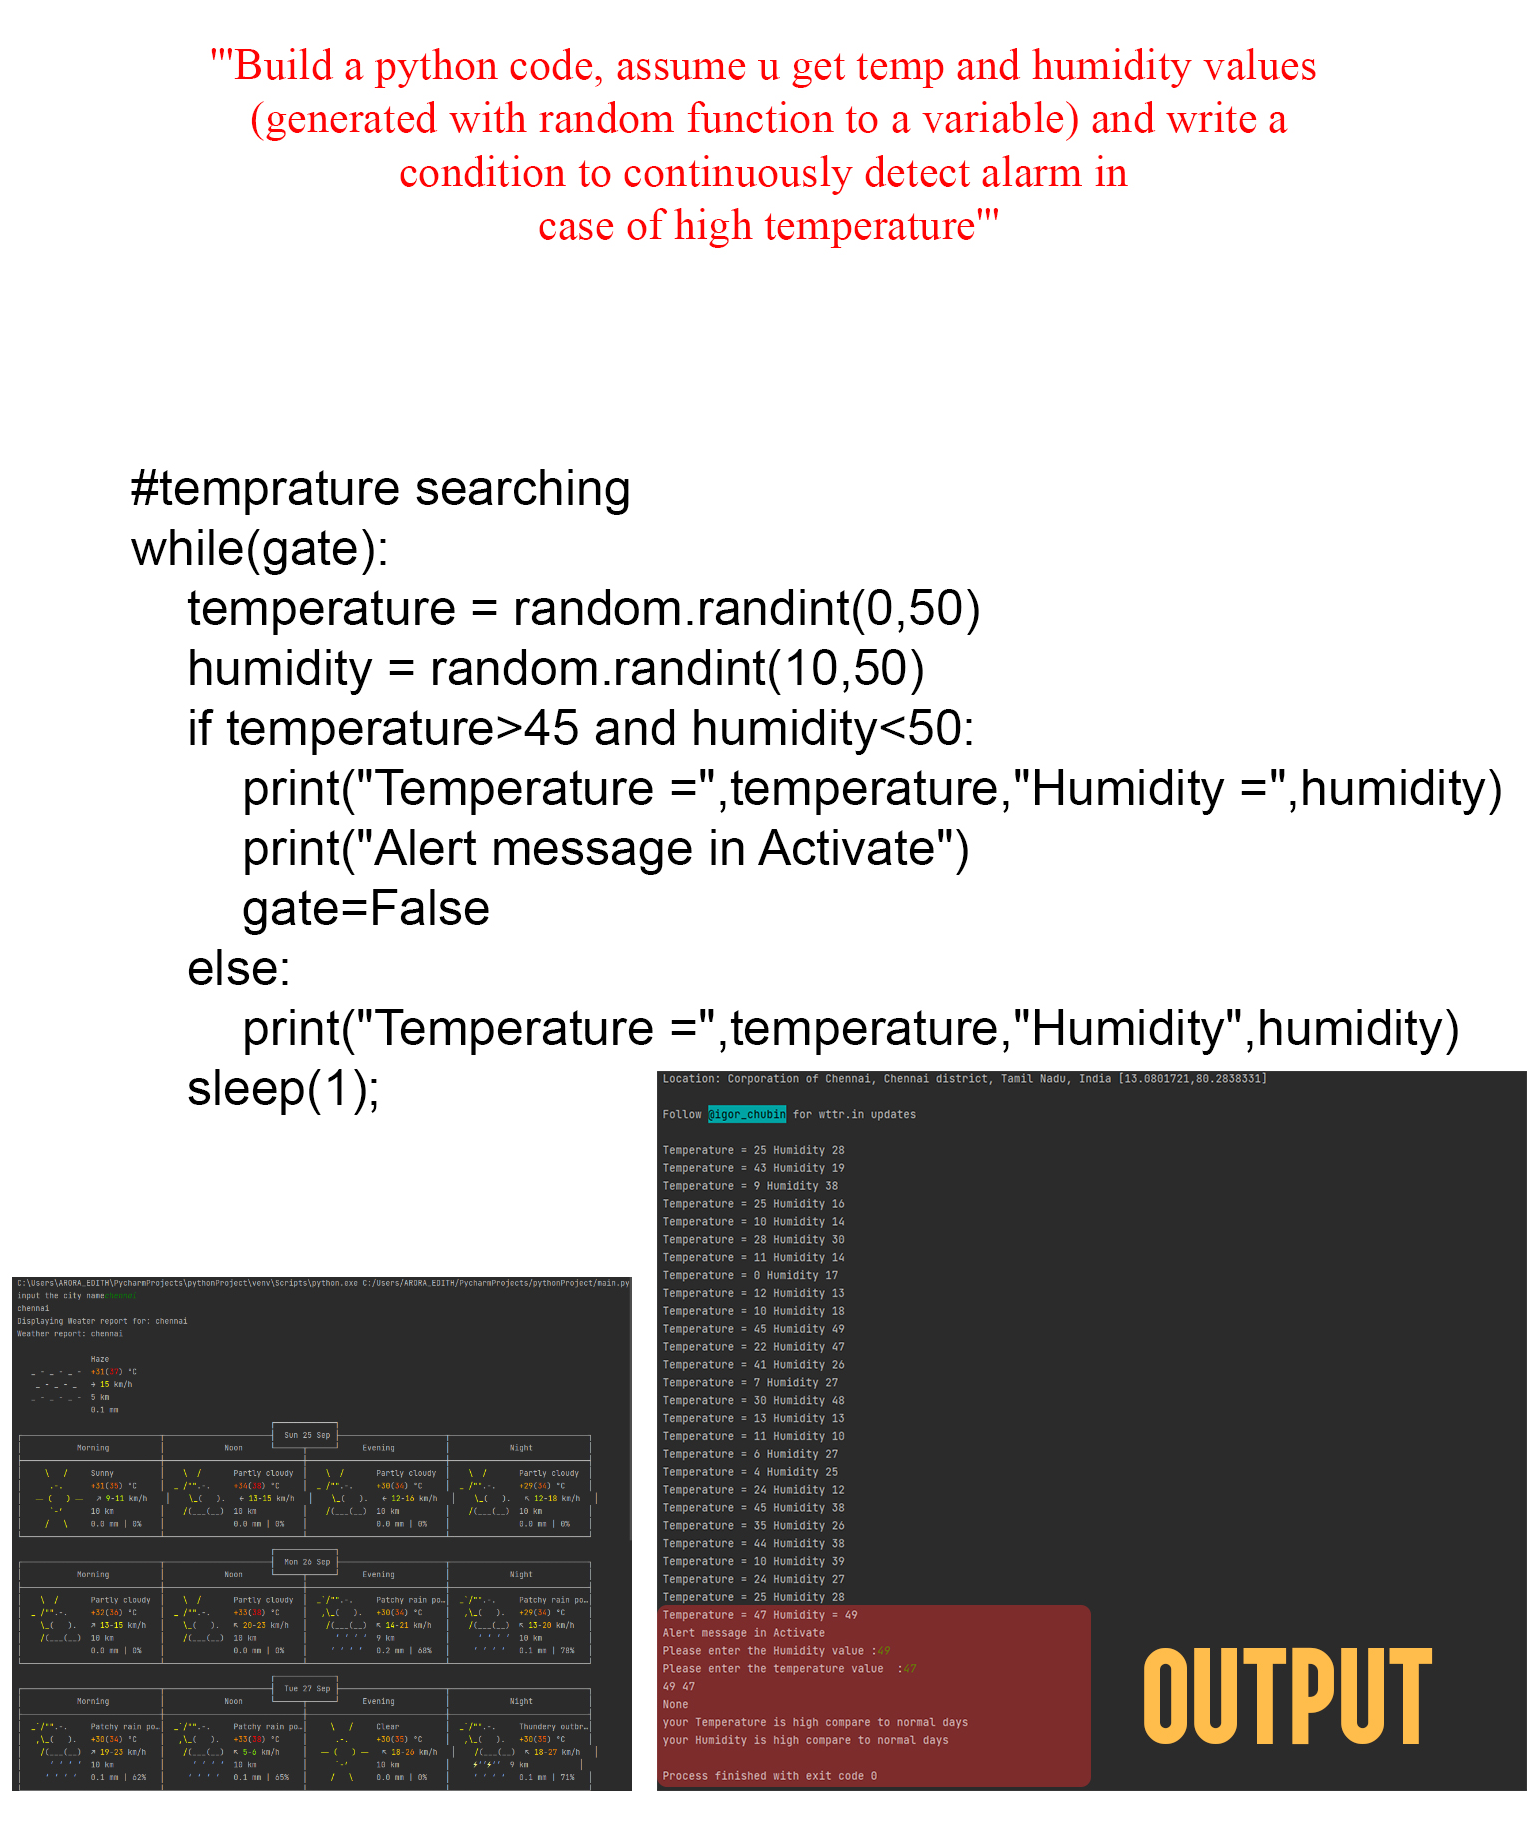 '''Build a python code, assume u get temp and humidity values
(generated with random function to a variable) and write a
condition to continuously detect alarm in
case of high temperature'''
#temprature searching
while(gate):
temperature = random.randint(0,50)
humidity = random.randint(10,50)
if temperature>45 and humidity<50:
print("Temperature =",temperature,"Humidity =",humidity)
print("Alert message in Activate")
gate=False
else:
print("Temperature =",temperature,"Humidity",humidity)
sleep(1);
Location: Corporation of Chennai, Chennai district, Tamil Nadu, India [13.0801721,80.2838331]
Follow @igor_chubin for wttr.in updates
Temperature = 25 Humidity 28
Temperature = 43 Humidity 19
Temperature = 9 Humidity 38
Temperature = 25 Humidity 16
Temperature = 10 Humidity 14
Temperature = 28 Humidity 30
Temperature = 11 Humidity 14
Temperature = 0 Humidity 17
Temperature = 12 Humidity 13
Temperature = 10 Humidity 18
Temperature = 45 Humidity 49
Temperature = 22 Humidity 47
Temperature = 41 Humidity 26
Temperature = 7 Humidity 27
Temperature = 30 Humidity 48
Temperature = 13 Humidity 13
Temperature = 11 Humidity 10
Temperature = 6 Humidity 27
Temperature = 4 Humidity 25
Temperature = 24 Humidity 12
Temperature = 45 Humidity 38
Temperature = 35 Humidity 26
Temperature = 44 Humidity 38
Temperature = 10 Humidity 39
Temperature = 24 Humidity 27
Temperature = 25 Humidity 28
Temperature = 47 Humidity = 49
Alert message in Activate
Please enter the Humidity value :49
Please enter the temperature value  :47
49 47
None
your Temperature is high compare to normal days
your Humidity is high compare to normal days
Process finished with exit code 0
OUTPUT
C:\Users\ARORA_EDITH\PycharmProjects\pythonProject\venv\Scripts\python.exe C:/Users/ARORA_EDITH/PycharmProjects/pythonProject/main.py
input the city namechennai
chennai
Displaying Weater report for: chennai
Weather report: chennai
Haze
+31(37) °C
15 km/h
5 km
0.1 mm
Sun 25 Sep
Morning Noon Evening Night
Sunny Partly cloudy Partly cloudy Partly cloudy
+31(35) °C +34(38) °C +30(34) °C +29(34) °C
↗ 9-11 km/h ← 13-15 km/h ← 12-16 km/h ↖ 12-18 km/h
10 km 10 km 10 km 10 km
0.0 mm | 0% 0.0 mm | 0% 0.0 mm | 0% 0.0 mm | 0%
Mon 26 Sep
Morning Noon Evening Night
Partly cloudy Partly cloudy Patchy rain po… Patchy rain po…
+32(36) °C +33(38) °C +30(34) °C +29(34) °C
↗ 13-15 km/h ↖ 20-23 km/h ↖ 14-21 km/h ↖ 13-20 km/h
10 km 10 km 9 km 10 km
0.0 mm | 0% 0.0 mm | 0% 0.2 mm | 68% 0.1 mm | 78%
Tue 27 Sep
Morning Noon Evening Night
Patchy rain po… Patchy rain po… Clear Thundery outbr…
+30(34) °C +33(38) °C +30(35) °C +30(35) °C
↗ 19-23 km/h ↖ 5-6 km/h ↖ 18-26 km/h ↖ 18-27 km/h
10 km 10 km 10 km 9 km
0.1 mm | 62% 0.1 mm | 65% 0.0 mm | 0% 0.1 mm | 71%